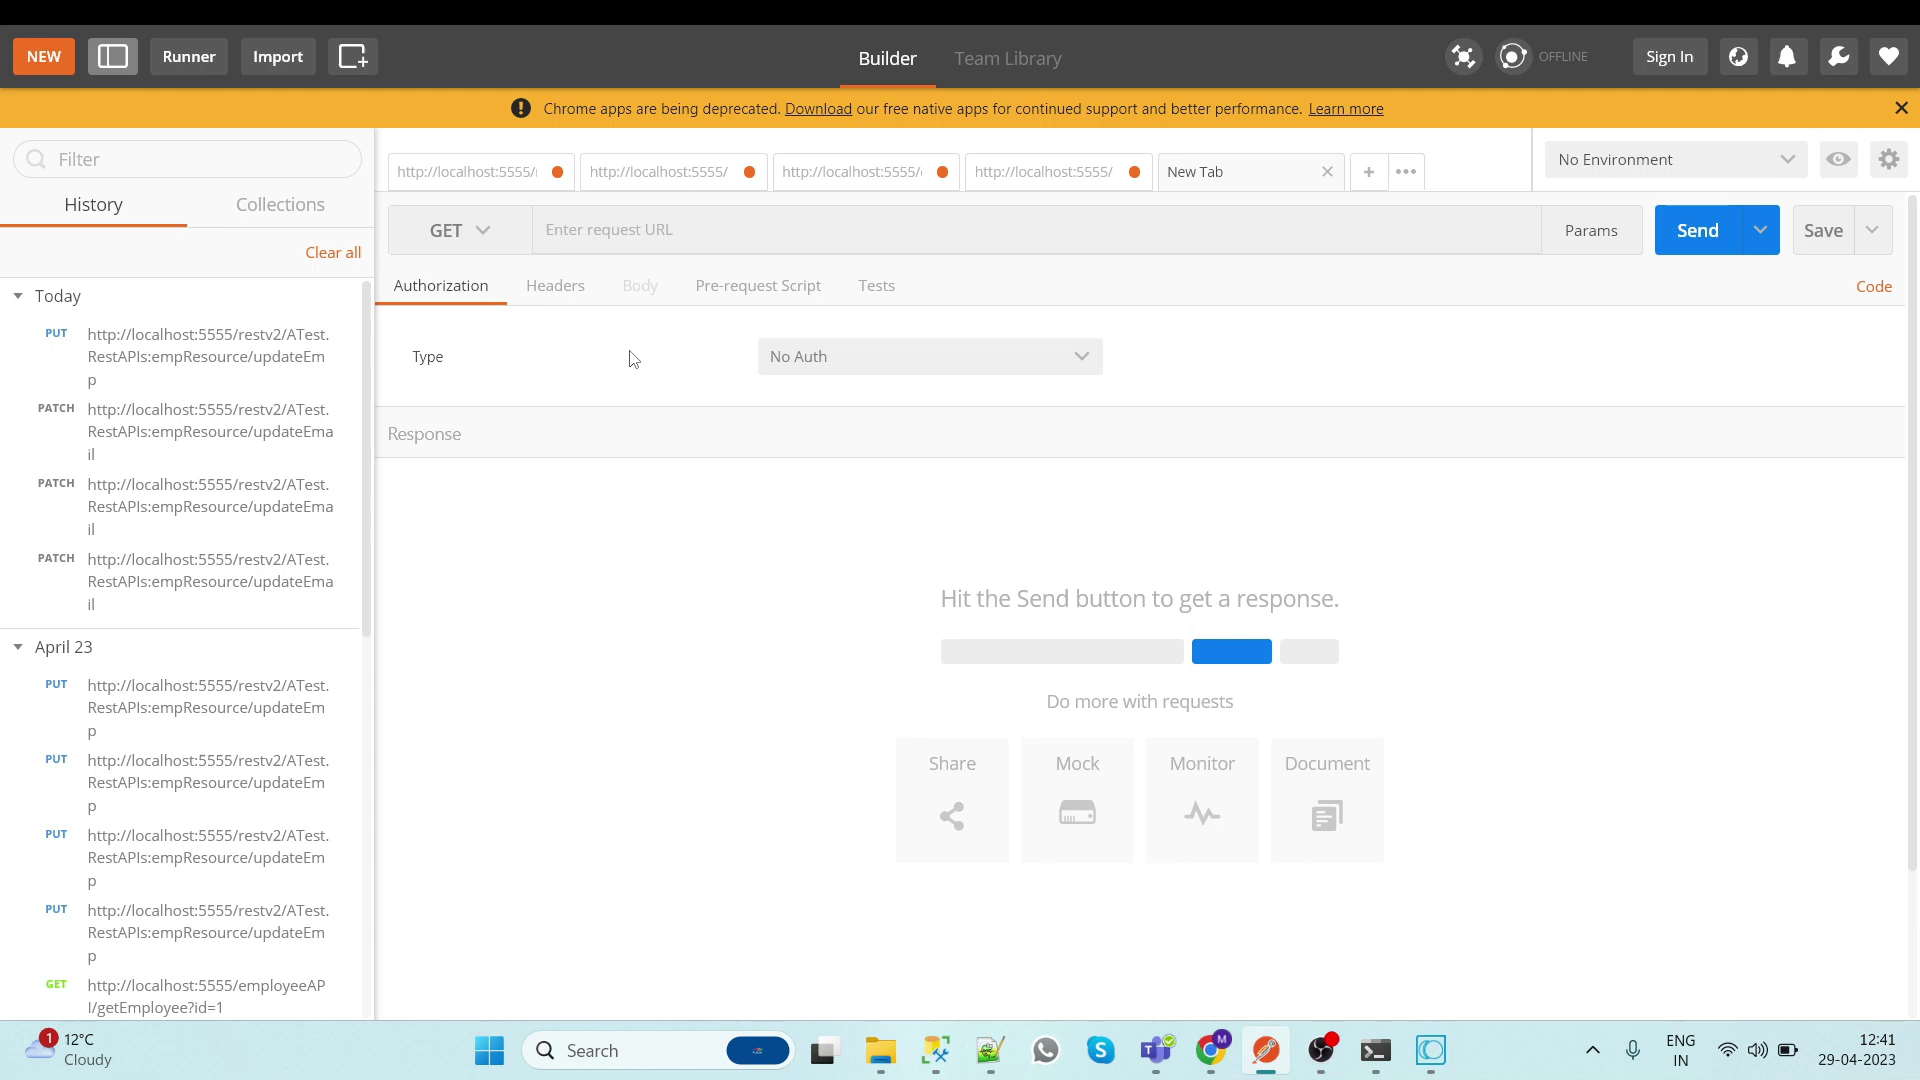 NEW
Runner
Import
Builder
Team Library
OFFLINE
Sign In
Chrome apps are being deprecated. Download our free native apps for continued support and better performance. Learn more
Filter
History
Collections
Clear all
Today
PUT http://localhost:5555/restv2/ATest.
RestAPIs:empResource/updateEm
p
PATCH http://localhost:5555/restv2/ATest.
RestAPIs:empResource/updateEma
il
PATCH http://localhost:5555/restv2/ATest.
RestAPIs:empResource/updateEma
il
PATCH http://localhost:5555/restv2/ATest.
RestAPIs:empResource/updateEma
il
April 23
PUT http://localhost:5555/restv2/ATest.
RestAPIs:empResource/updateEm
p
PUT http://localhost:5555/restv2/ATest.
RestAPIs:empResource/updateEm
p
PUT http://localhost:5555/restv2/ATest.
RestAPIs:empResource/updateEm
p
PUT http://localhost:5555/restv2/ATest.
RestAPIs:empResource/updateEm
p
GET http://localhost:5555/employeeAP
I/getEmployee?id=1
http://localhost:5555/
http://localhost:5555/
http://localhost:5555/
http://localhost:5555/
New Tab
No Environment
GET
Enter request URL
Params
Send
Save
Authorization
Headers
Body
Pre-request Script
Tests
Code
Type
No Auth
Response
Hit the Send button to get a response.
Do more with requests
Share
Mock
Monitor
Document
1
12°C
Cloudy
Search
M
ENG
IN
12:41
29-04-2023